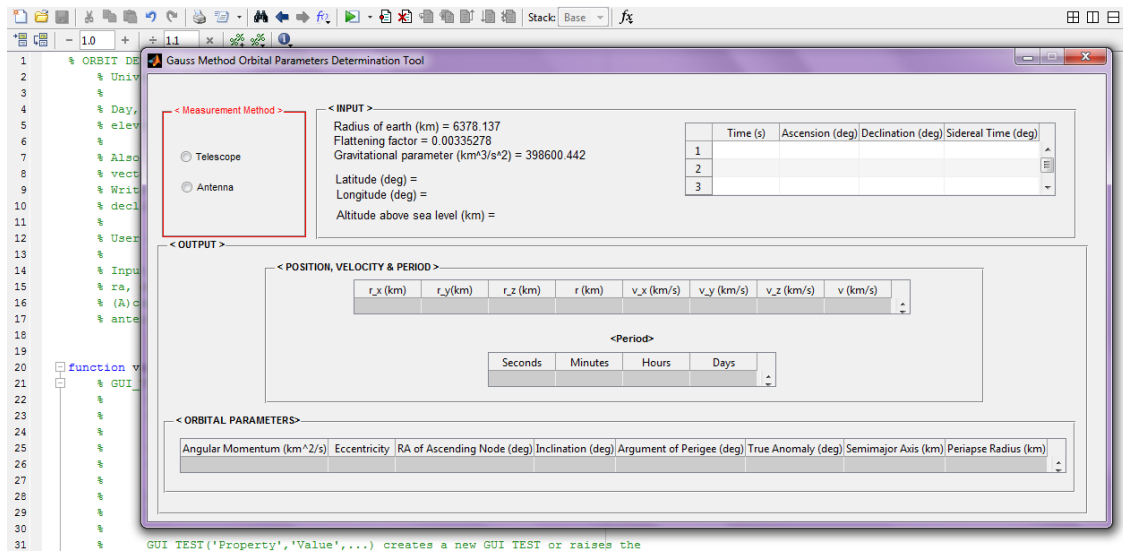 Stack: Base fx
- 1.0 + ÷ 1.1 ×
Gauss Method Orbital Parameters Determination Tool
1 % ORBIT DE
2 % Univ
3 %
4 % Day,
5 % elev
6 %
7 % Also
8 % vect
9 % Writ
10 % decl
11 %
12 % User
13 %
14 % Inpu
15 % ra,
16 % (A)c
17 % ante
18
19
20 function v
21 % GUI_
22 %
23 %
24 %
25 %
26 %
27 %
28 %
29 %
30 %
31 % GUI TEST('Property','Value',...) creates a new GUI TEST or raises the
< Measurement Method >
Telescope
Antenna
< INPUT >
Radius of earth (km) = 6378.137
Flattening factor = 0.00335278
Gravitational parameter (km^3/s^2) = 398600.442
Latitude (deg) =
Longitude (deg) =
Altitude above sea level (km) =
Time (s) Ascension (deg) Declination (deg) Sidereal Time (deg)
1
2
3
< OUTPUT >
< POSITION, VELOCITY & PERIOD >
r_x (km) r_y(km) r_z (km) r (km) v_x (km/s) v_y (km/s) v_z (km/s) v (km/s)
<Period>
Seconds Minutes Hours Days
< ORBITAL PARAMETERS>
Angular Momentum (km^2/s) Eccentricity RA of Ascending Node (deg) Inclination (deg) Argument of Perigee (deg) True Anomaly (deg) Semimajor Axis (km) Periapse Radius (km)